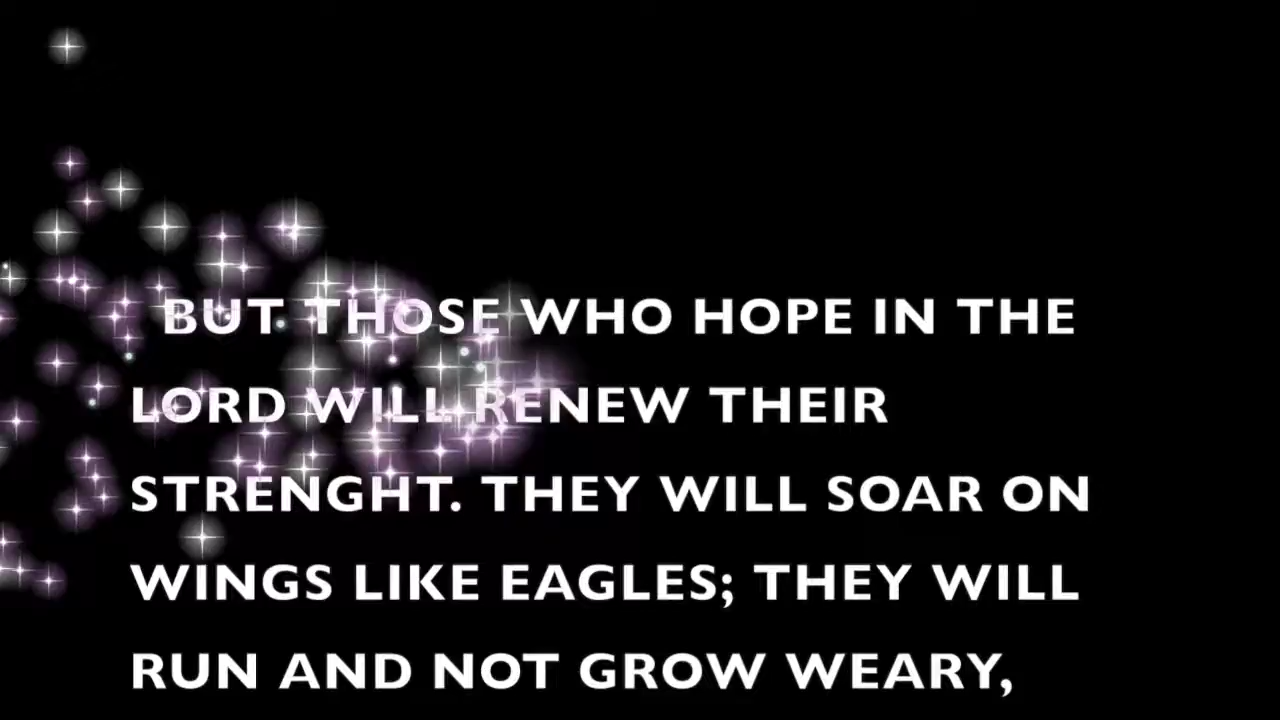 BUT THOSE WHO HOPE IN THE
LORD WILL RENEW THEIR
STRENGHT. THEY WILL SOAR ON
WINGS LIKE EAGLES; THEY WILL
RUN AND NOT GROW WEARY,